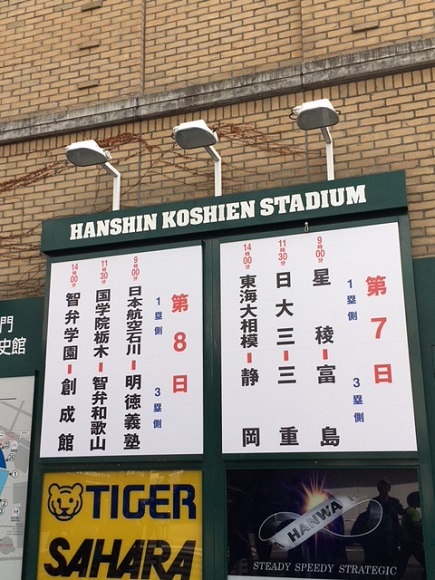 HANSHIN KOSHIEN STADIUM
第7日
1塁側 3塁側
9時00分 星稜-富島
11時30分 日大三-三重
14時00分 東海大相模-静岡
第8日
1塁側 3塁側
9時00分 日本航空石川-明徳義塾
11時30分 国学院栃木-智弁和歌山
14時00分 智弁学園-創成館
門
史館
TIGER
SAHARA
HANWA
STEADY SPEEDY STRATEGIC